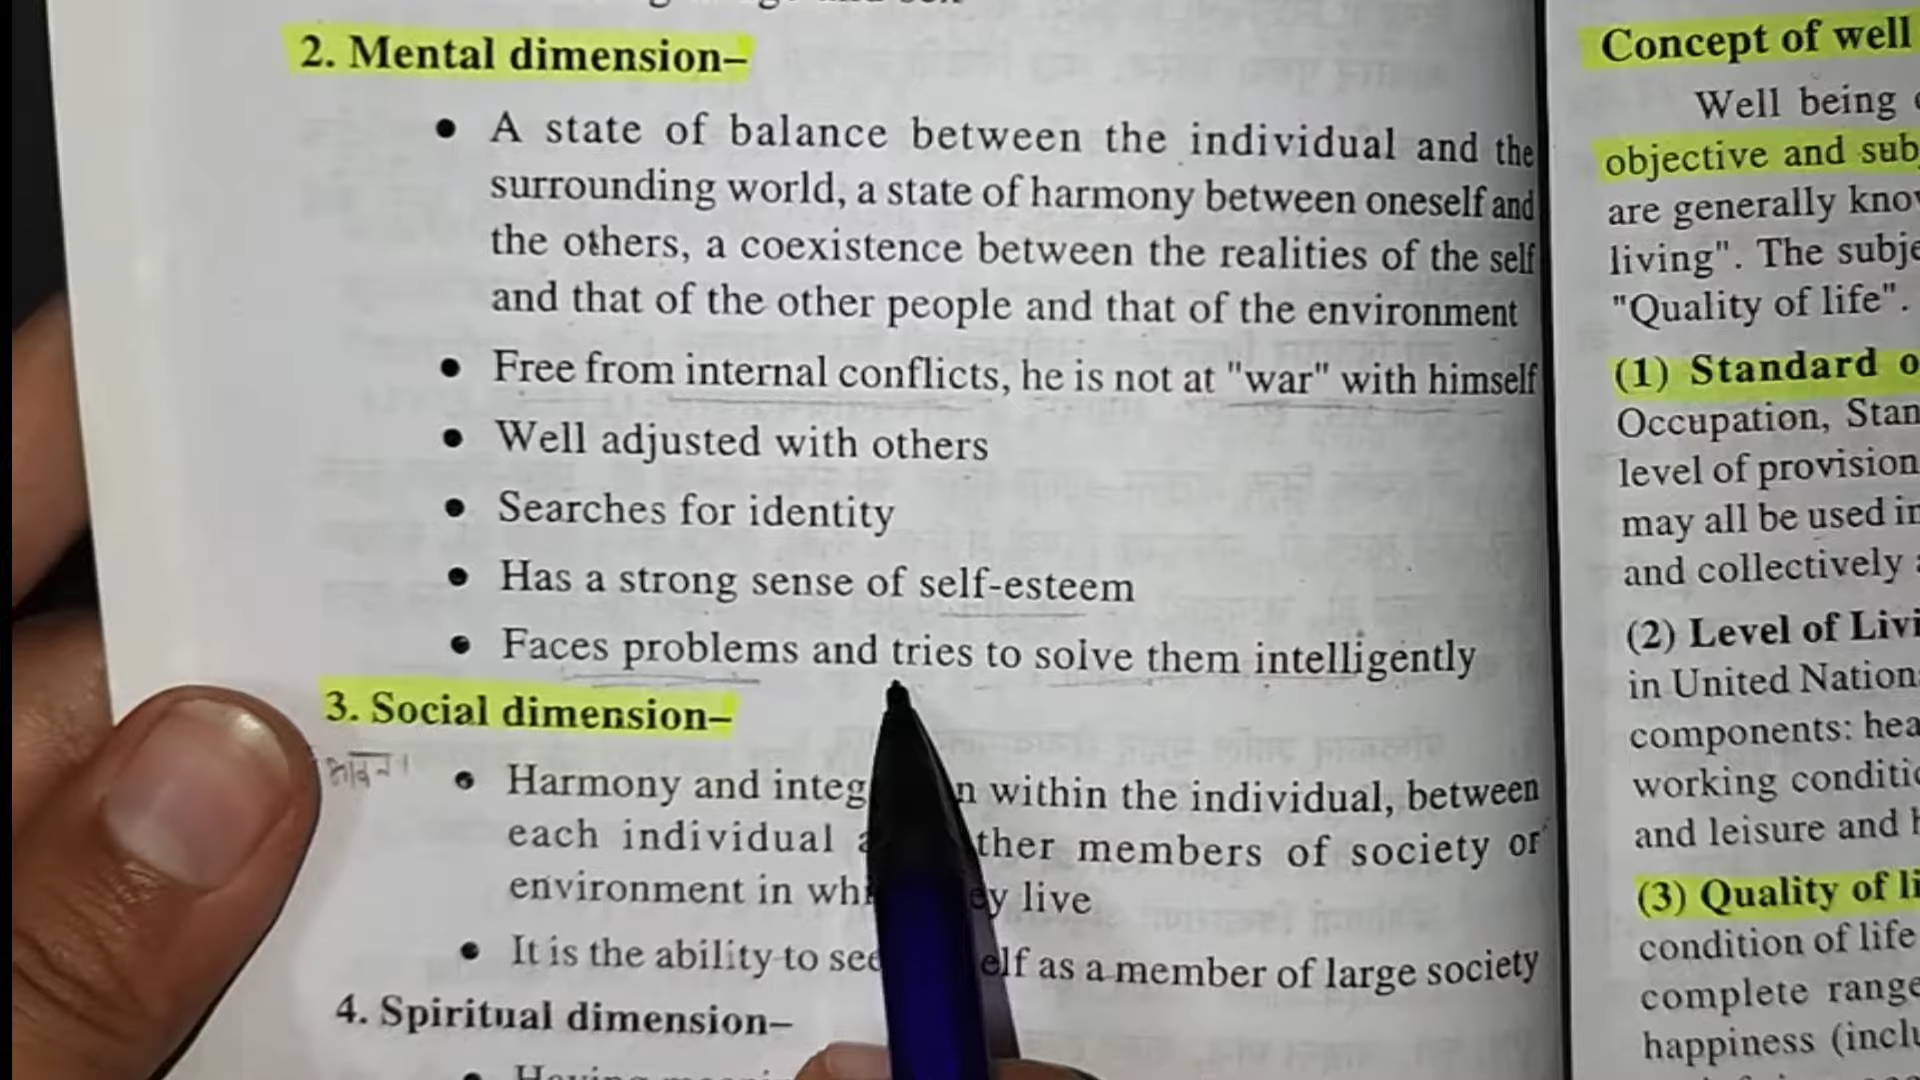 2. Mental dimension–
• A state of balance between the individual and the
surrounding world, a state of harmony between oneself and
the others, a coexistence between the realities of the self
and that of the other people and that of the environment
• Free from internal conflicts, he is not at "war" with himself
• Well adjusted with others
• Searches for identity
• Has a strong sense of self-esteem
• Faces problems and tries to solve them intelligently
3. Social dimension–
• Harmony and integ n within the individual, between
each individual ther members of society or
environment in whi ey live
• It is the ability to see elf as a member of large society
4. Spiritual dimension–
Concept of well
Well being
objective and sub
are generally kno
living". The subje
"Quality of life".
(1) Standard o
Occupation, Stan
level of provision
may all be used in
and collectively
(2) Level of Livi
in United Nation
components: hea
working conditi
and leisure and
(3) Quality of li
condition of life
complete range
happiness (inclu